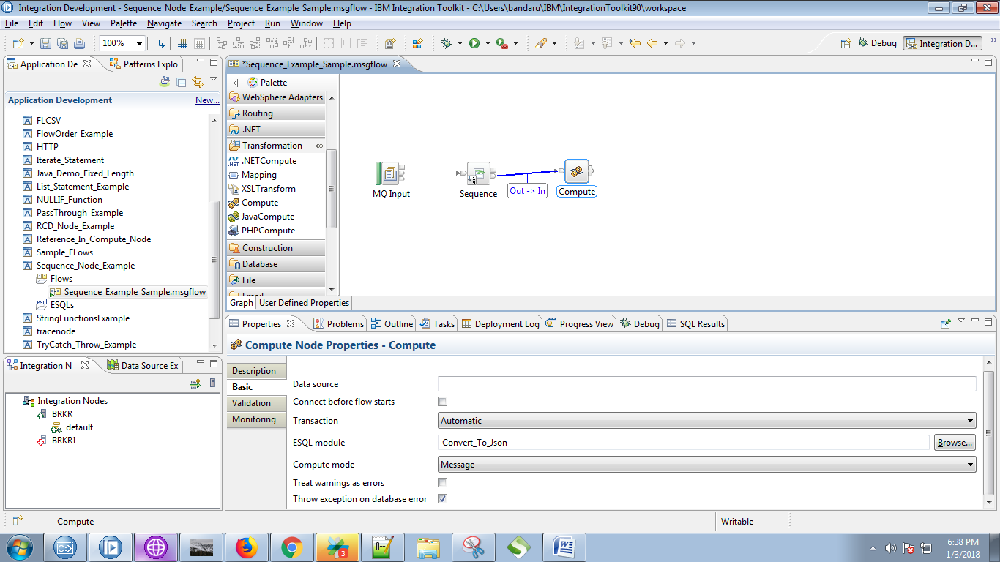 Integration Development - Sequence_Node_Example/Sequence_Example_Sample.msgflow - IBM Integration Toolkit - C:\Users\bandaru\IBM\IntegrationToolkit90\workspace
File Edit Flow View Palette Navigate Search Project Run Window Help
100% Debug Integration D...
Application De Patterns Explo
Application Development New...
FLCSV
FlowOrder_Example
HTTP
Iterate_Statement
Java_Demo_Fixed_Length
List_Statement_Example
NULLIF_Function
PassThrough_Example
RCD_Node_Example
Reference_In_Compute_Node
Sample_FLows
Sequence_Node_Example
Flows
Sequence_Example_Sample.msgflow
ESQLs
StringFunctionsExample
tracenode
TryCatch_Throw_Example
*Sequence_Example_Sample.msgflow
Palette
WebSphere Adapters
Routing
.NET
Transformation
.NETCompute
Mapping
XSLTransform
Compute
JavaCompute
PHPCompute
Construction
Database
File
Email
MQ Input
Sequence
Out -> In
Compute
Graph User Defined Properties
Integration N Data Source Ex
Integration Nodes
BRKR
default
BRKR1
Properties Problems Outline Tasks Deployment Log Progress View Debug SQL Results
Compute Node Properties - Compute
Description
Basic
Validation
Monitoring
Data source
Connect before flow starts
Transaction Automatic
ESQL module Convert_To_Json Browse...
Compute mode Message
Treat warnings as errors
Throw exception on database error
Compute Writable
3
6:38 PM
1/3/2018